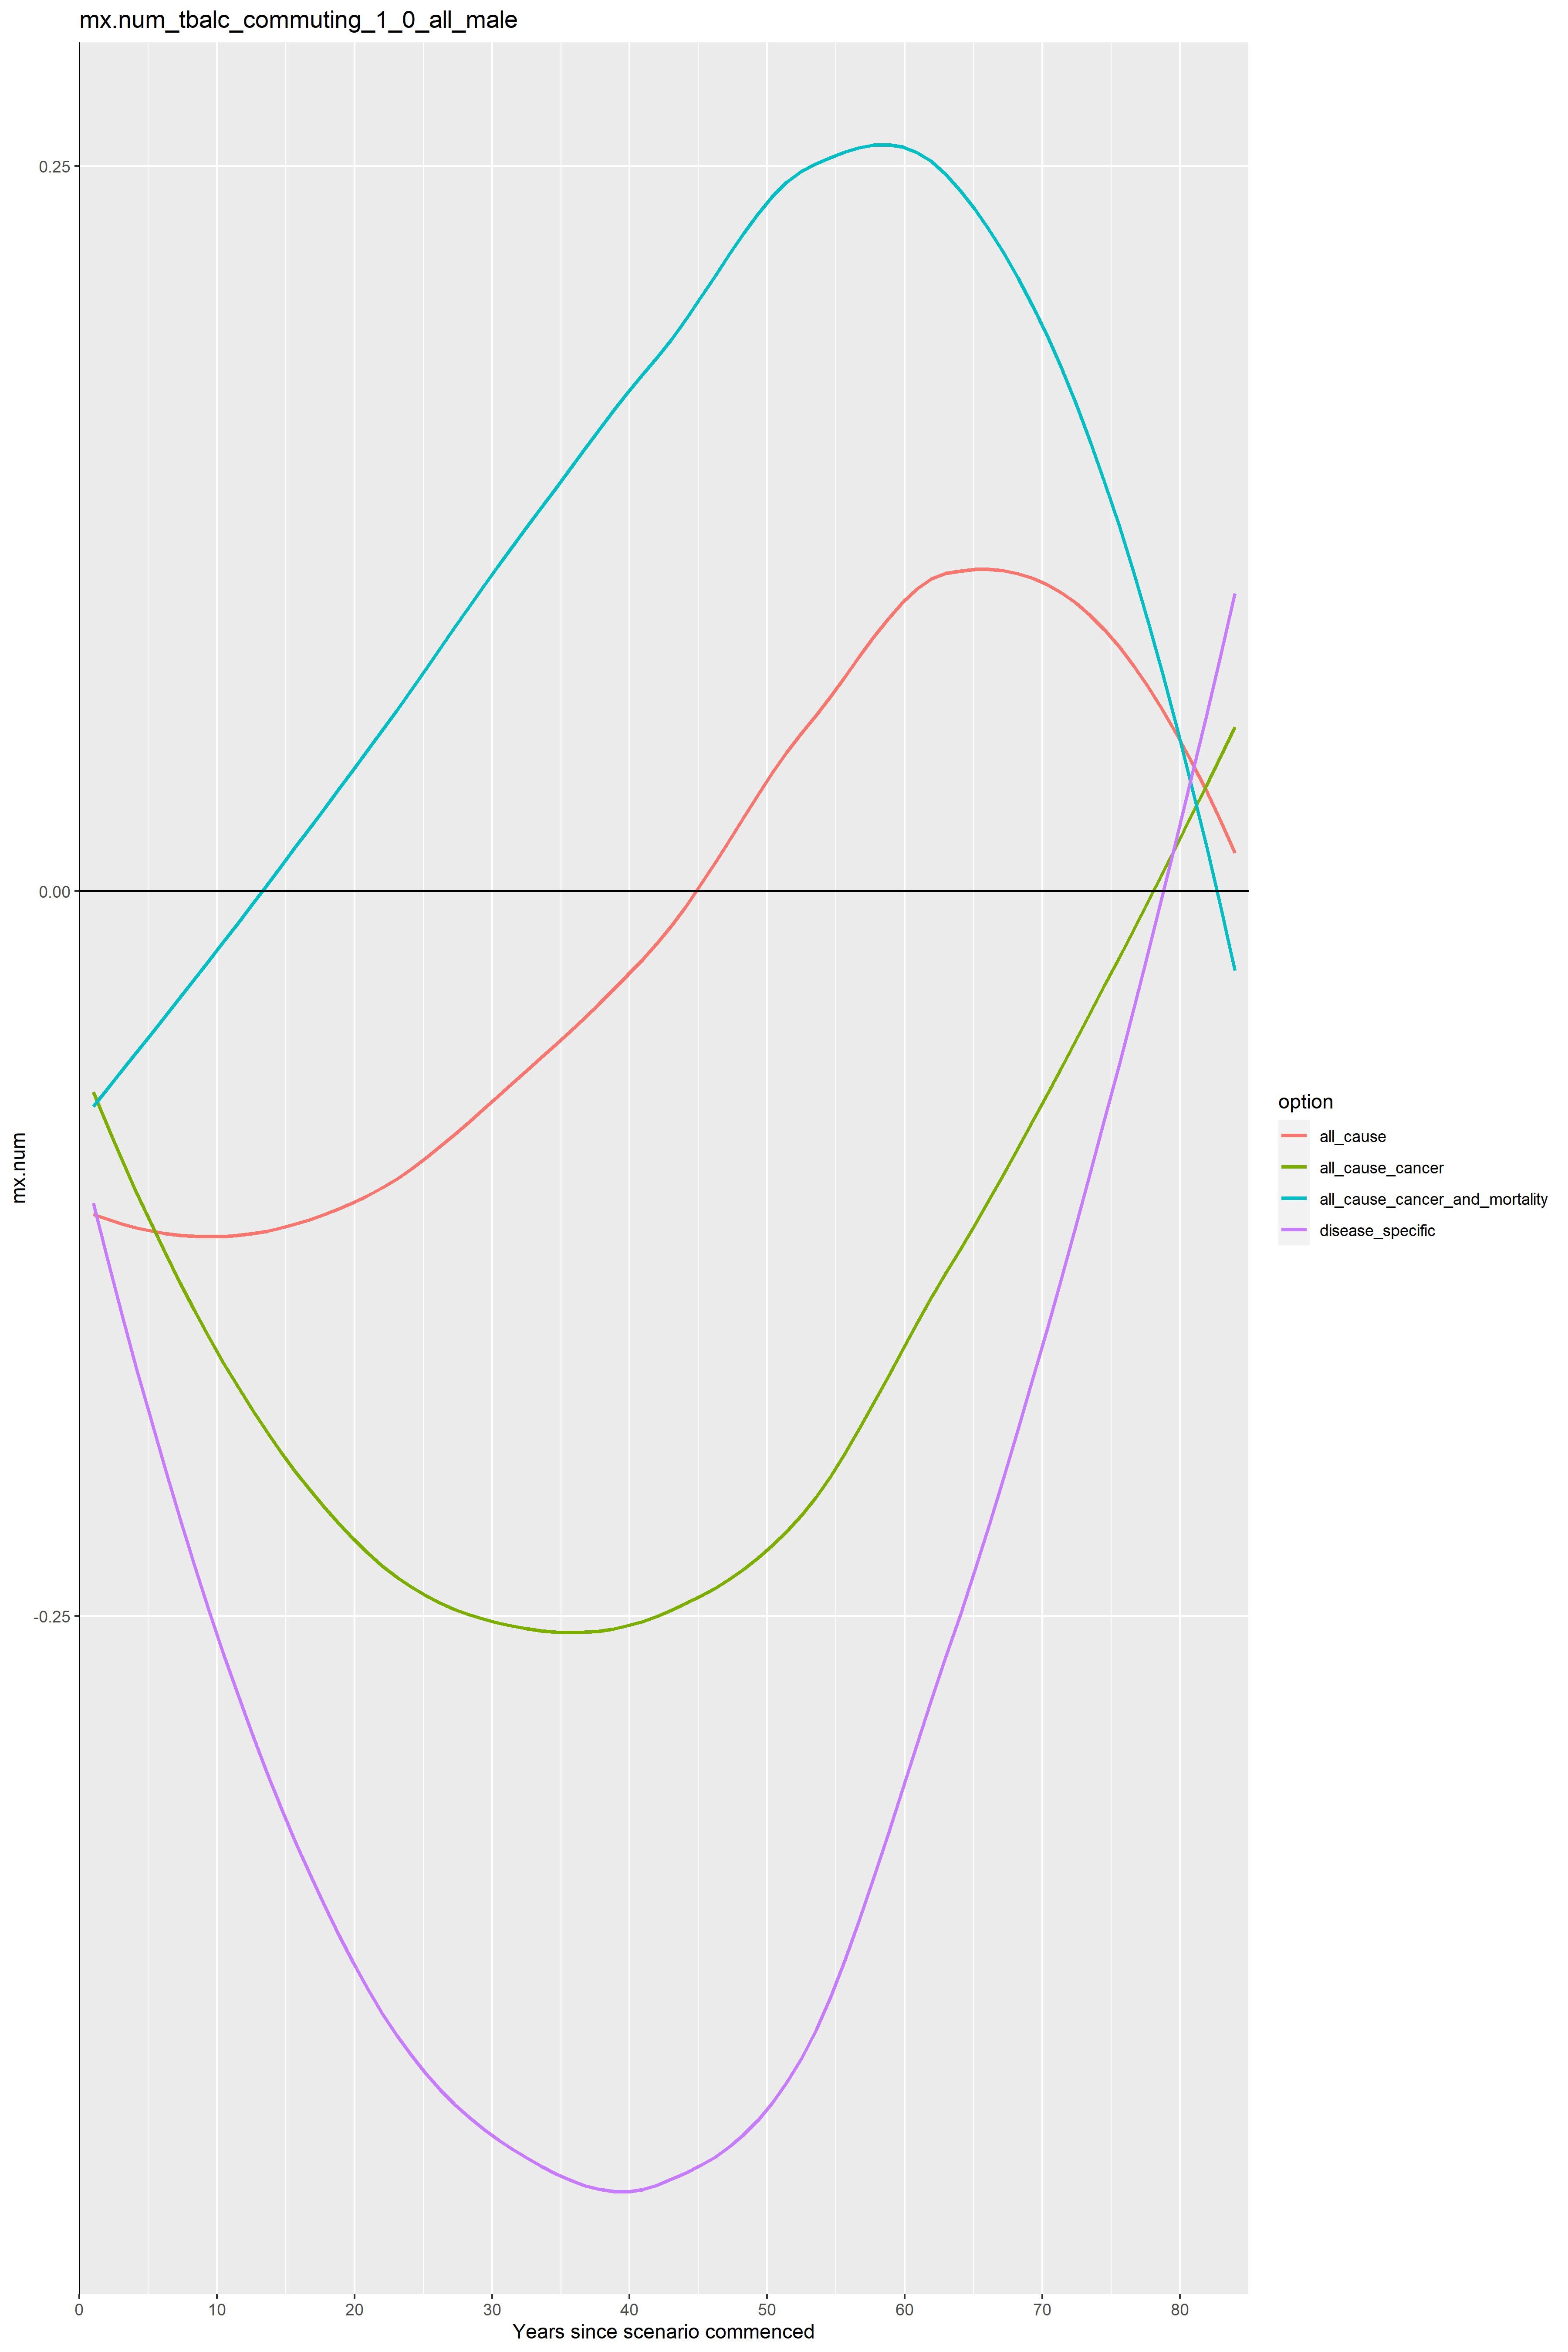 mx.num_tbalc_commuting_1_0_all_male
0.25
0.00
-0.25
mx.num
0 10 20 30 40 50 60 70 80
Years since scenario commenced
option
all_cause
all_cause_cancer
all_cause_cancer_and_mortality
disease_specific